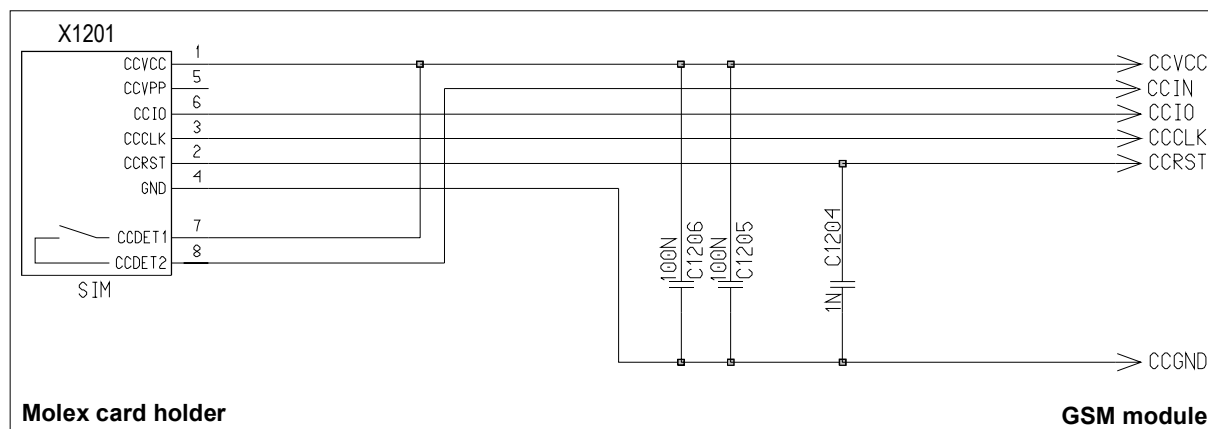 X1201
CCVCC 1
CCVPP 5
CCIO 6
CCCLK 3
CCRST 2
GND 4
CCDET1 7
CCDET2 8
SIM
100N
C1206
100N
C1205
1N
C1204
CCVCC
CCIN
CCIO
CCCLK
CCRST
CCGND
Molex card holder
GSM module